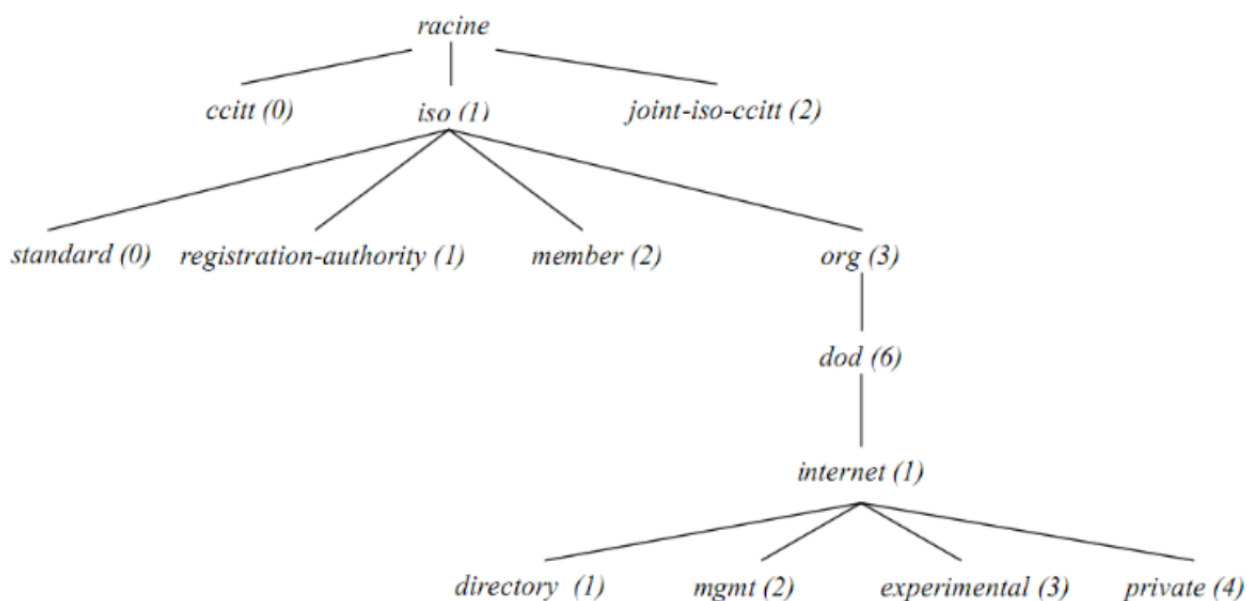 racine
ccitt (0) iso (1) joint-iso-ccitt (2)
standard (0) registration-authority (1) member (2) org (3)
dod (6)
internet (1)
directory (1) mgmt (2) experimental (3) private (4)